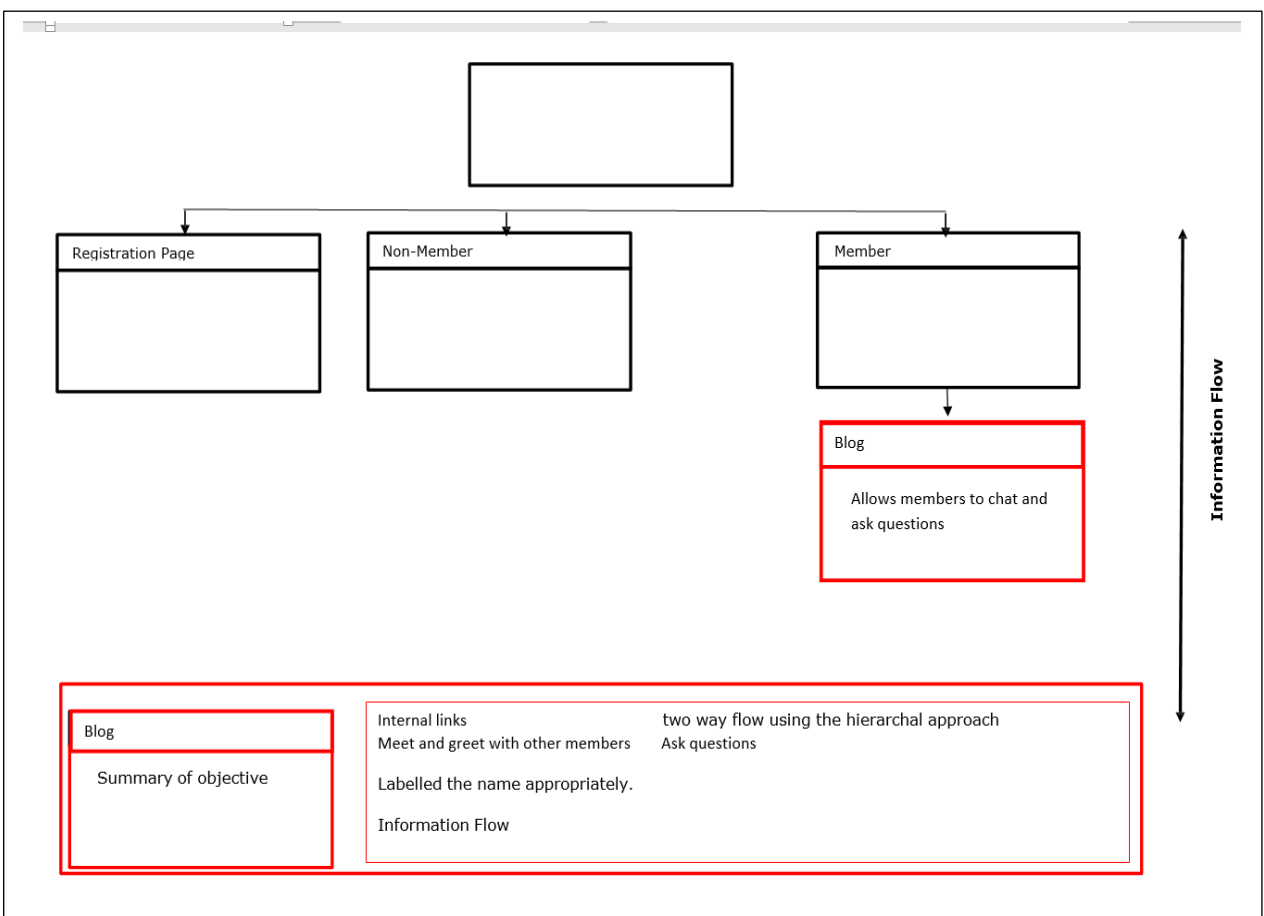 Registration Page
Non-Member
Member
Blog
Allows members to chat and
ask questions
Information Flow
Blog
Summary of objective
Internal links two way flow using the hierarchal approach
Meet and greet with other members Ask questions
Labelled the name appropriately.
Information Flow